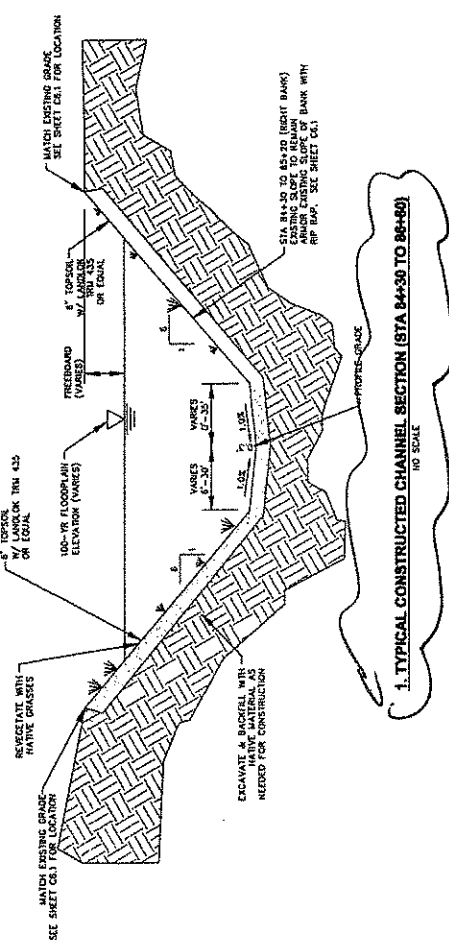 MATCH EXISTING GRADE
SEE SHEET C6.1 FOR LOCATION
REVEGETATE WITH
NATIVE GRASSES
6" TOPSOIL
W/ LANDLOK TRM 435
OR EQUAL
100-YR FLOODPLAIN
ELEVATION (VARIES)
FREEBOARD
(VARIES)
6" TOPSOIL
W/ LANDLOK
TRM 435
OR EQUAL
MATCH EXISTING GRADE
SEE SHEET C6.1 FOR LOCATION
6
1
VARIES
6'-30'
VARIES
0'-35'
1.0%
1.0%
6
1
EXCAVATE & BACKFILL WITH
NATIVE MATERIAL AS
NEEDED FOR CONSTRUCTION
PROFILE GRADE
STA 84+30 TO 85+20 (RIGHT BANK)
EXISTING SLOPE TO REMAIN
ARMOR EXISTING SLOPE OF BANK WITH
RIP RAP, SEE SHEET C6.1
1. TYPICAL CONSTRUCTED CHANNEL SECTION (STA 84+30 TO 86+60)
NO SCALE